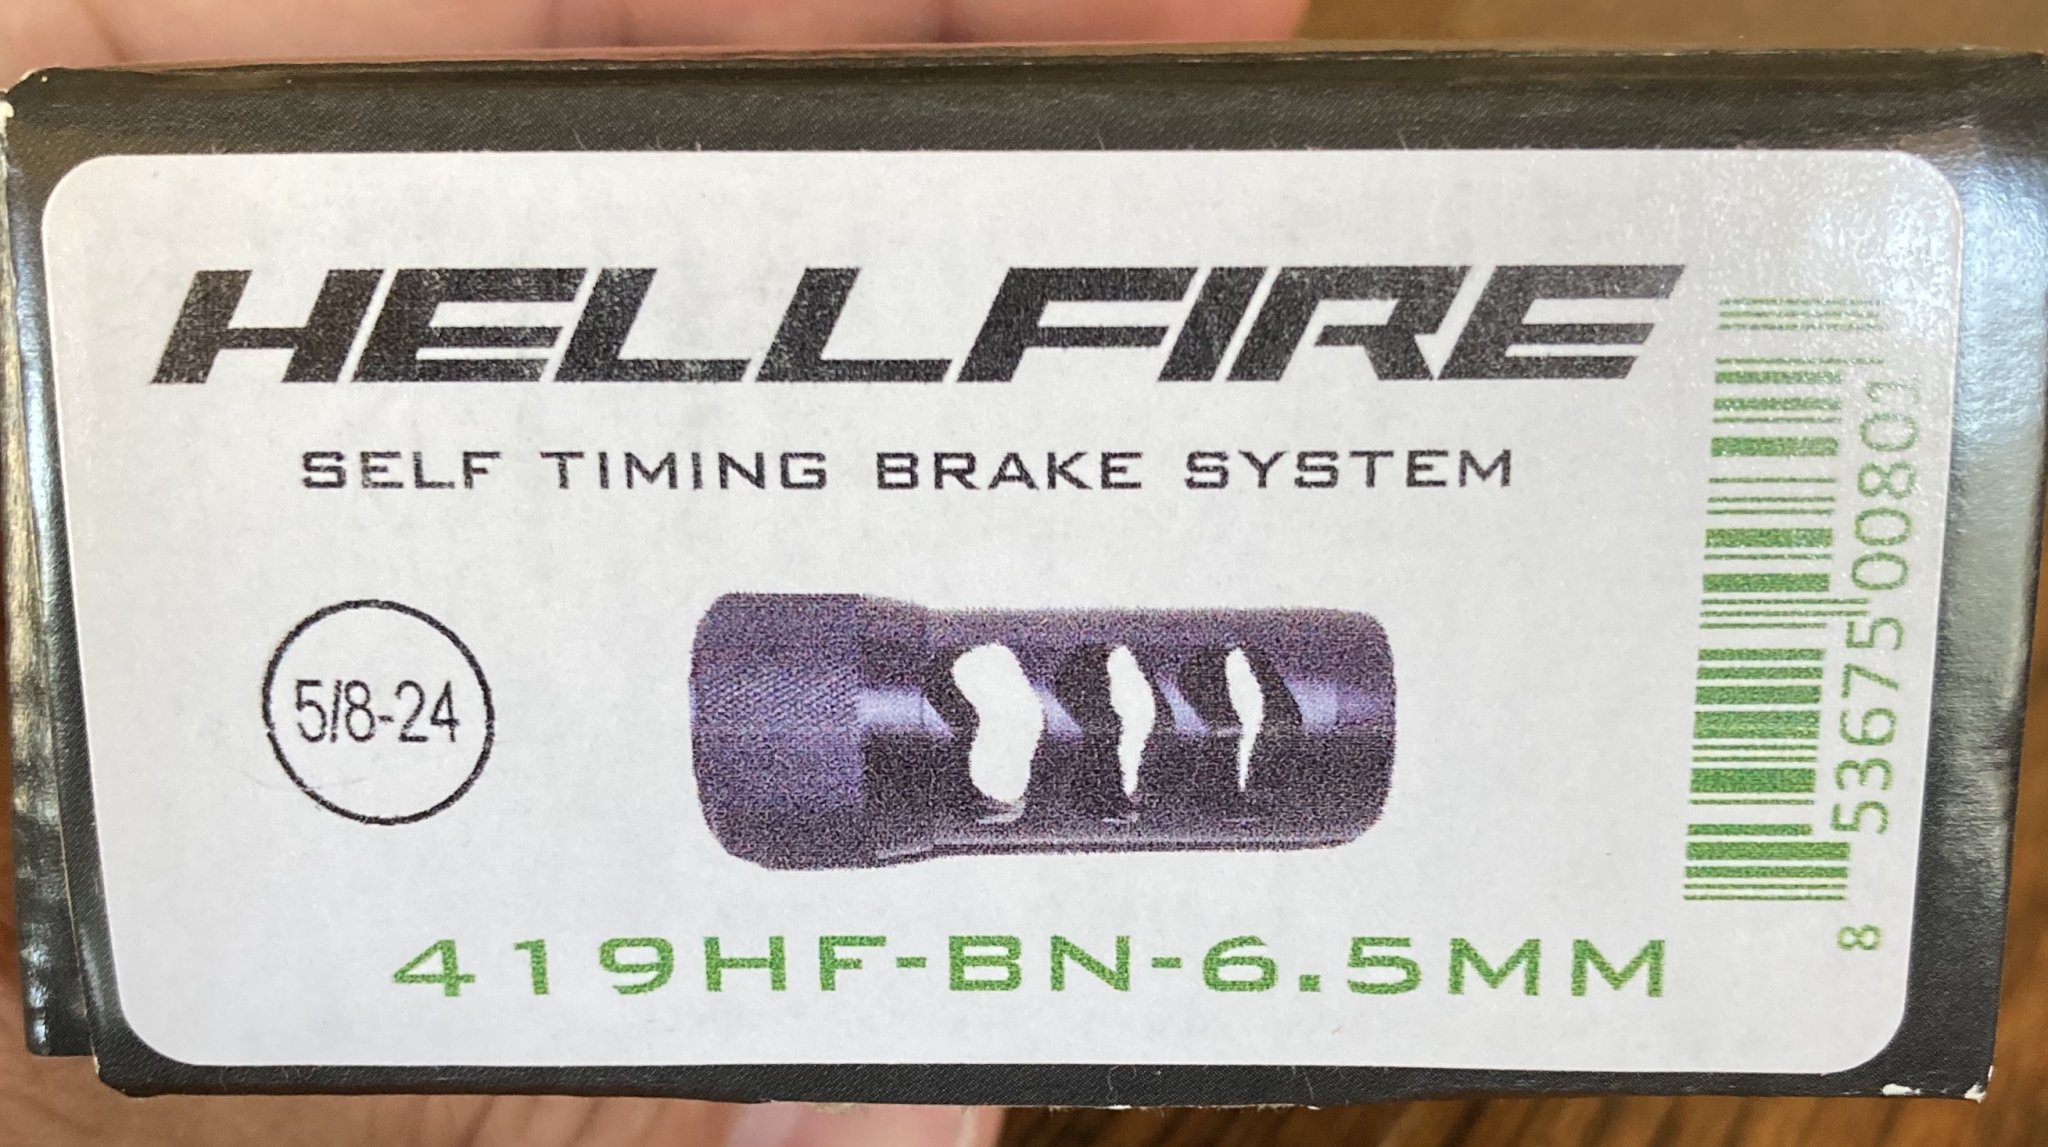 HELLFIRE
SELF TIMING BRAKE SYSTEM
5/8-24
419HF-BN-6.5MM
8 53675 00801